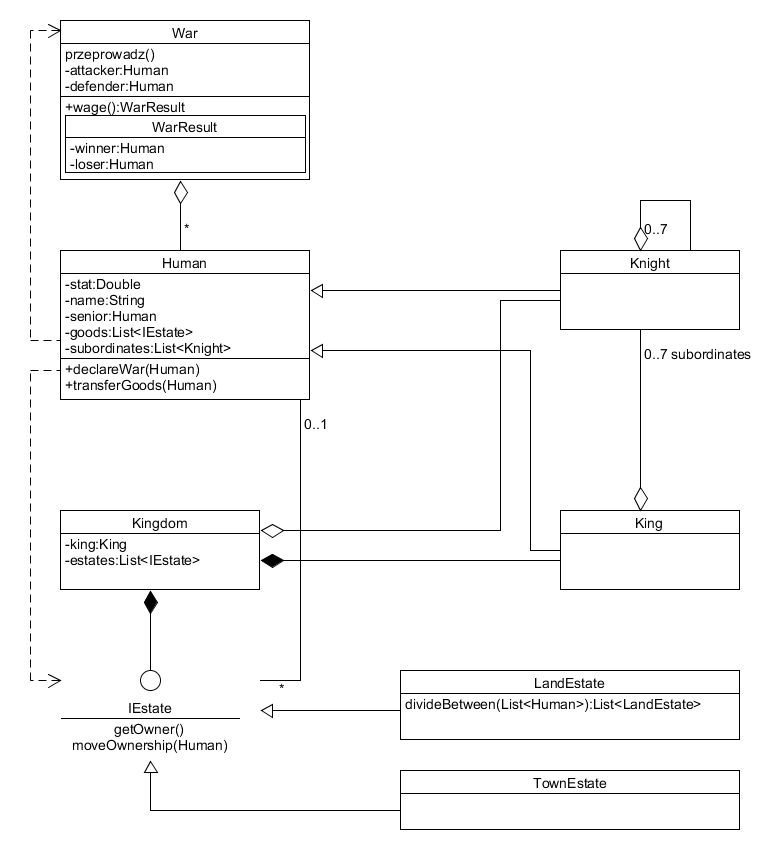 War
przeprowadz()
-attacker:Human
-defender:Human
+wage():WarResult
WarResult
-winner:Human
-loser:Human
*
Human
-stat:Double
-name:String
-senior:Human
-goods:List<IEstate>
-subordinates:List<Knight>
+declareWar(Human)
+transferGoods(Human)
0..7
Knight
0..7 subordinates
0..1
Kingdom
-king:King
-estates:List<IEstate>
King
*
IEstate
getOwner()
moveOwnership(Human)
LandEstate
divideBetween(List<Human>):List<LandEstate>
TownEstate